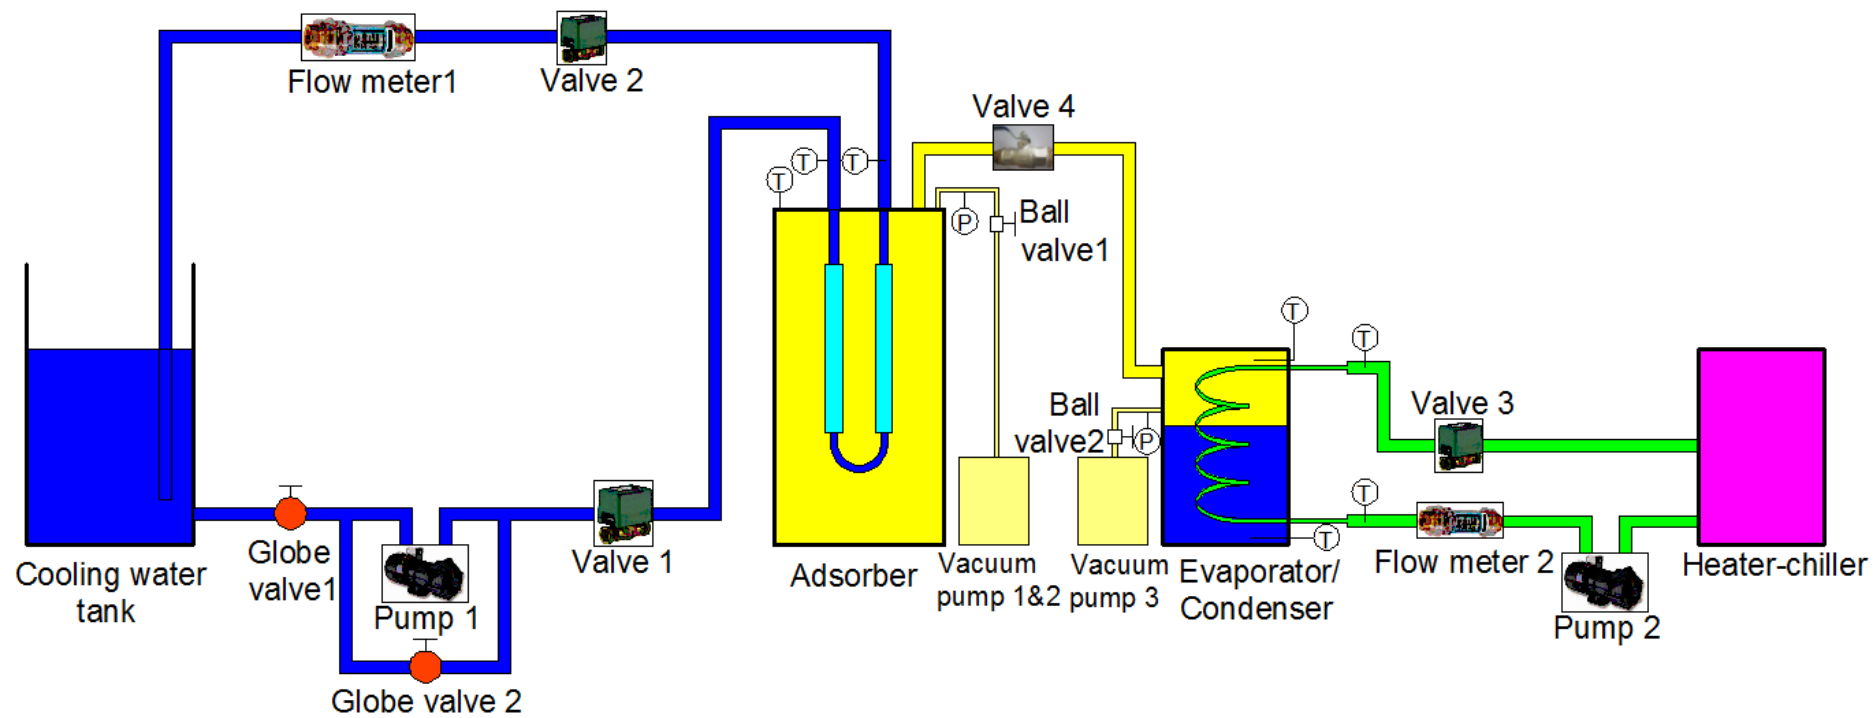 Flow meter1
Valve 2
Valve 4
T
T
T
P
Ball
valve1
T
T
Ball
valve2
P
Valve 3
T
T
Globe
valve1
Cooling water
tank
Pump 1
Globe valve 2
Valve 1
Adsorber
Vacuum
pump 1&2
Vacuum
pump 3
Evaporator/
Condenser
Flow meter 2
Pump 2
Heater-chiller